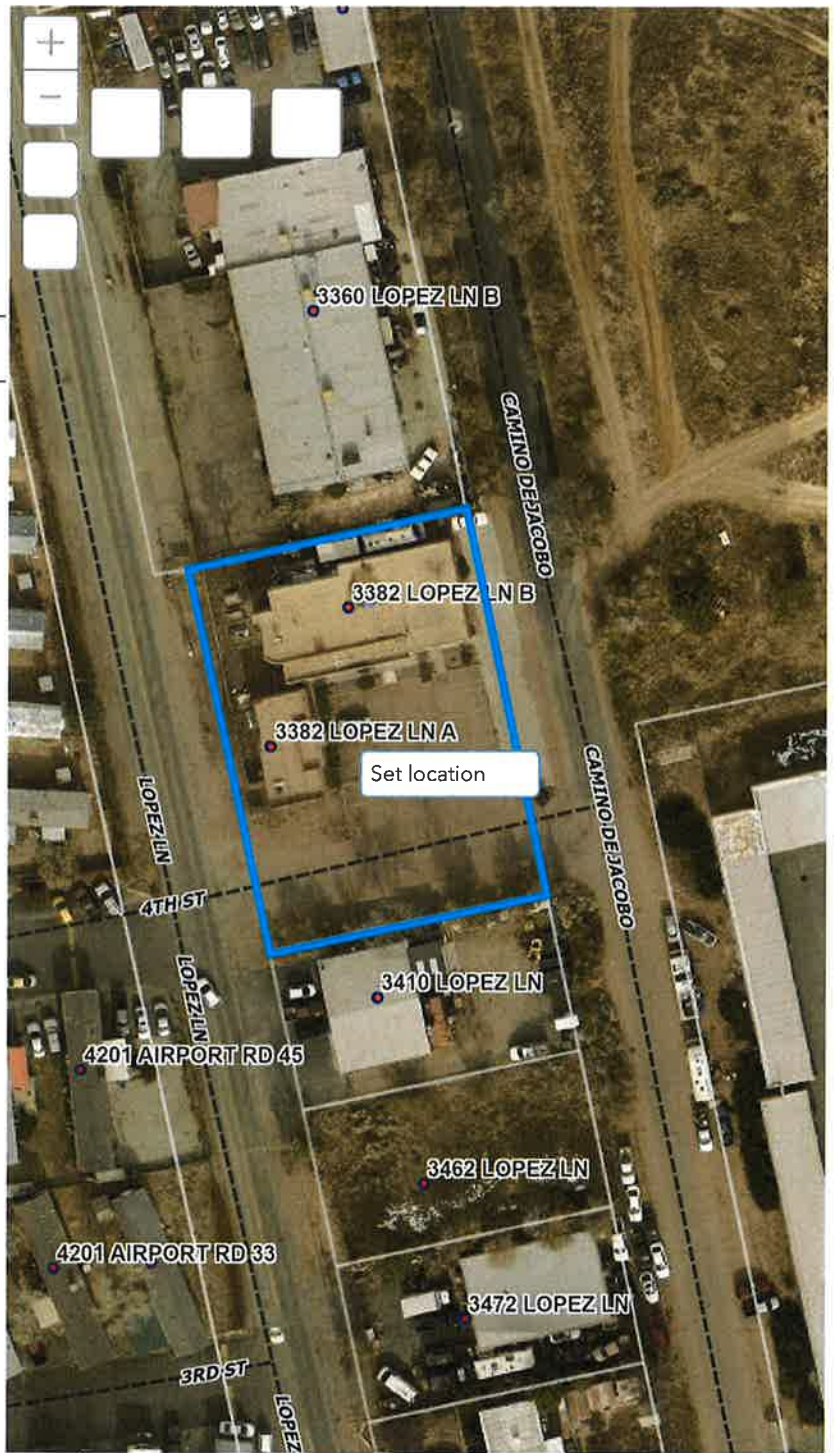 +
−
3360 LOPEZ LN B
CAMINO DE JACOBO
3382 LOPEZ LN B
3382 LOPEZ LN A
Set location
LOPEZ LN
CAMINO DE JACOBO
4TH ST
LOPEZ LN
3410 LOPEZ LN
4201 AIRPORT RD 45
3462 LOPEZ LN
4201 AIRPORT RD 33
3472 LOPEZ LN
3RD ST
LOPEZ